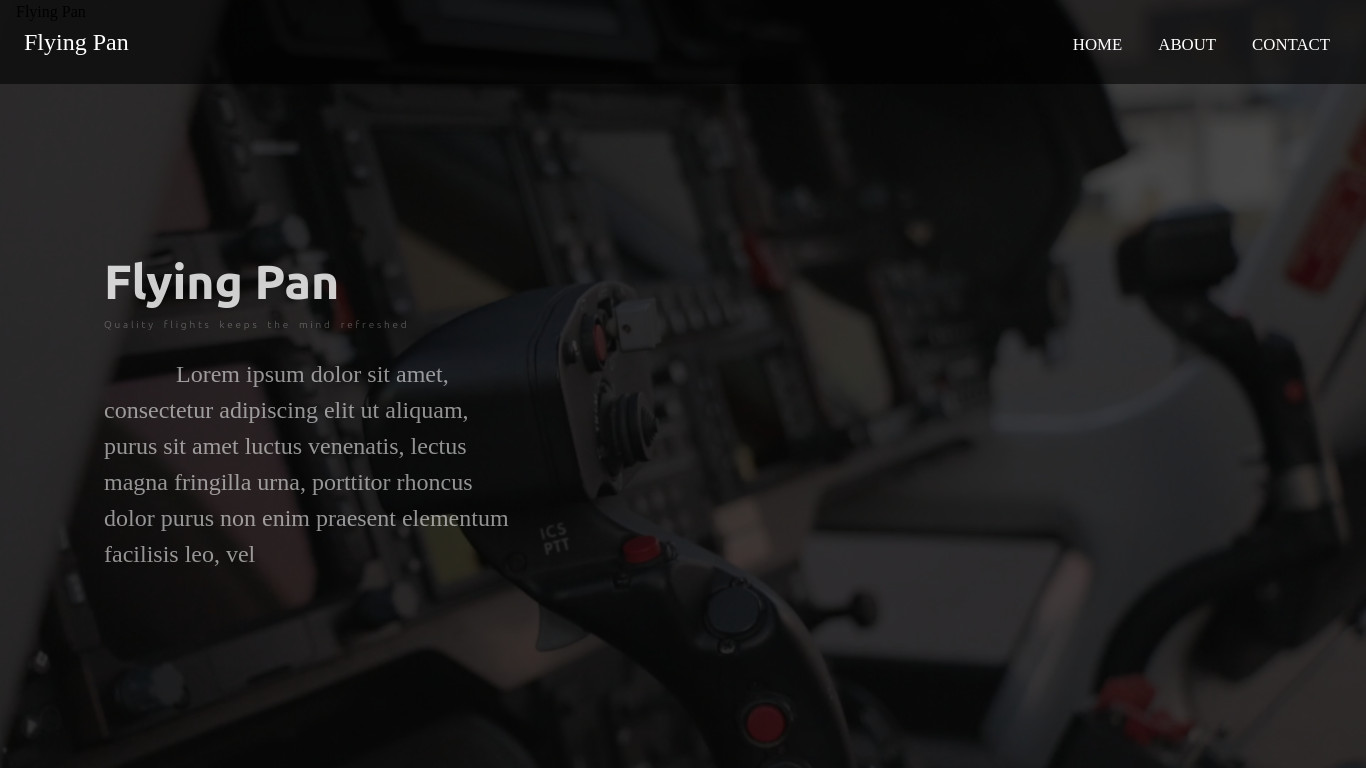 Flying Pan
Flying Pan
HOME ABOUT CONTACT
Flying Pan
Quality flights keeps the mind refreshed
Lorem ipsum dolor sit amet,
consectetur adipiscing elit ut aliquam,
purus sit amet luctus venenatis, lectus
magna fringilla urna, porttitor rhoncus
dolor purus non enim praesent elementum
facilisis leo, vel
ICS
PTT